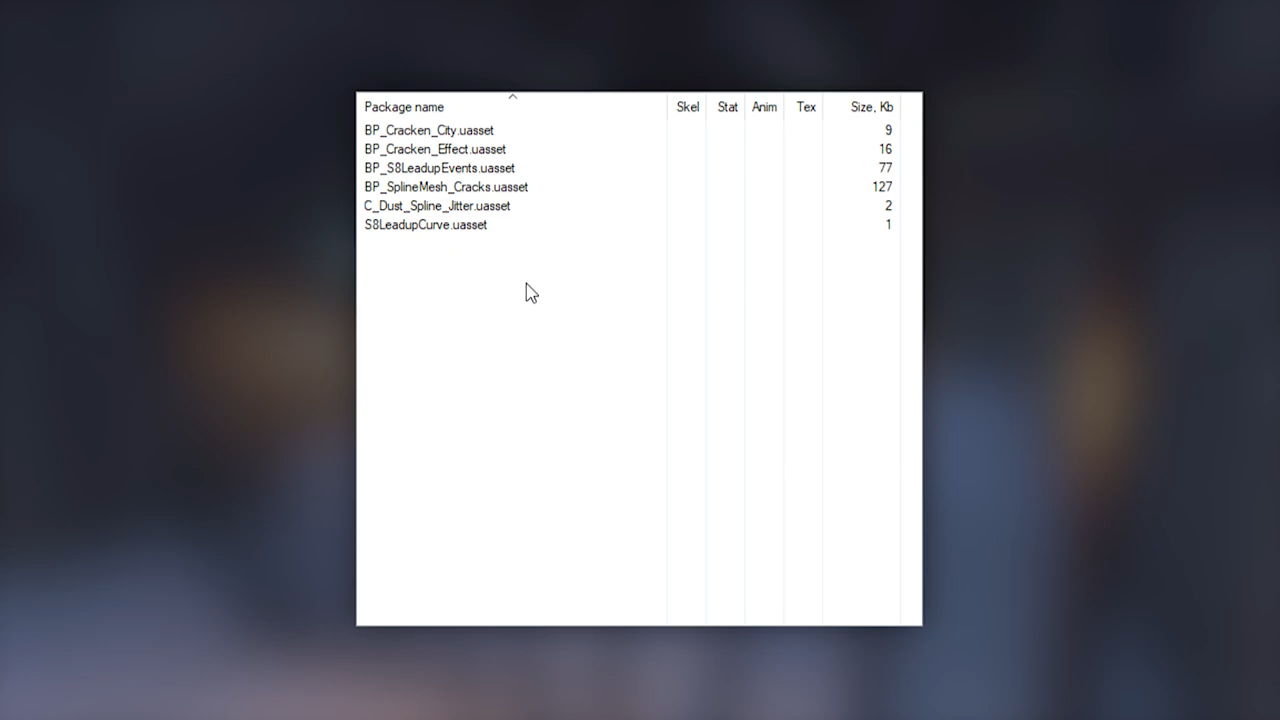 Package name Skel Stat Anim Tex Size, Kb
BP_Cracken_City.uasset 9
BP_Cracken_Effect.uasset 16
BP_S8LeadupEvents.uasset 77
BP_SplineMesh_Cracks.uasset 127
C_Dust_Spline_Jitter.uasset 2
S8LeadupCurve.uasset 1